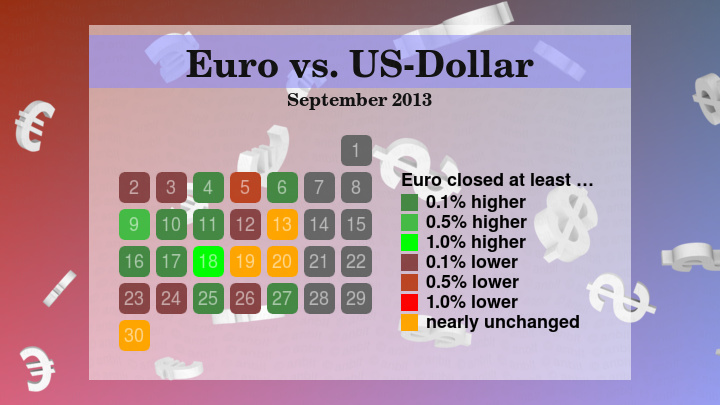 Euro vs. US-Dollar
September 2013
1
2 3 4 5 6 7 8
9 10 11 12 13 14 15
16 17 18 19 20 21 22
23 24 25 26 27 28 29
30
Euro closed at least ...
0.1% higher
0.5% higher
1.0% higher
0.1% lower
0.5% lower
1.0% lower
nearly unchanged